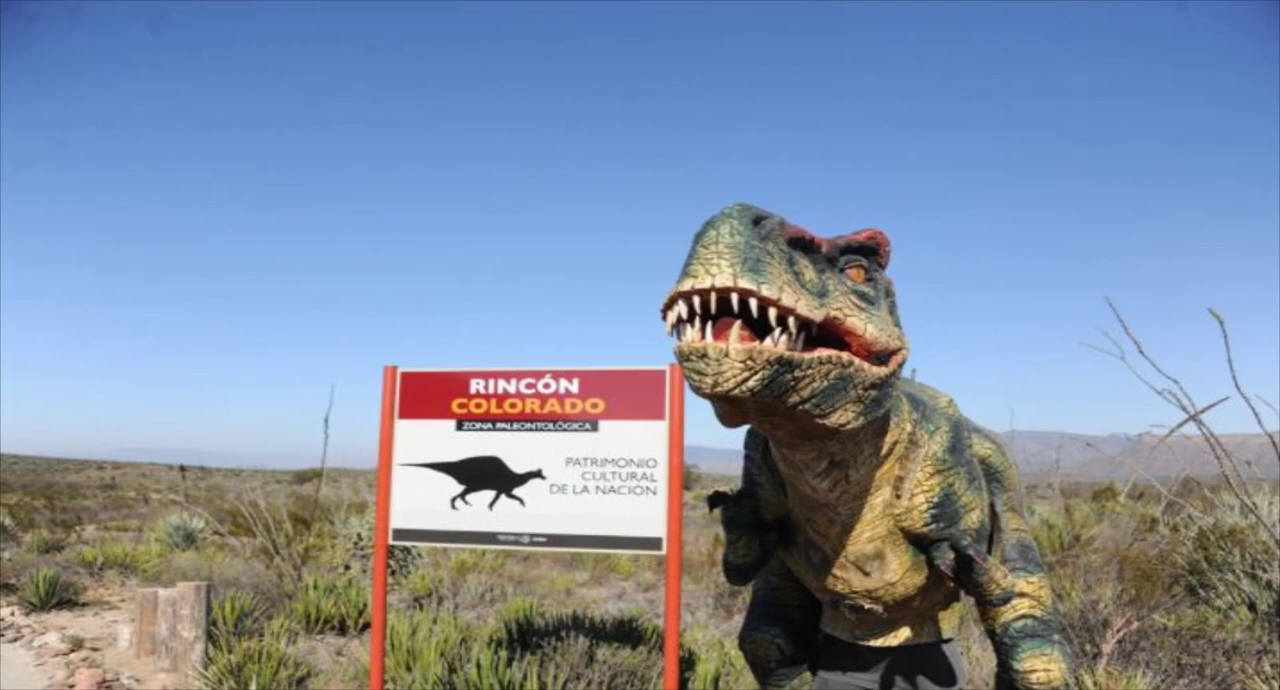 RINCÓN
COLORADO
ZONA PALEONTOLÓGICA
PATRIMONIO
CULTURAL
DE LA NACIÓN